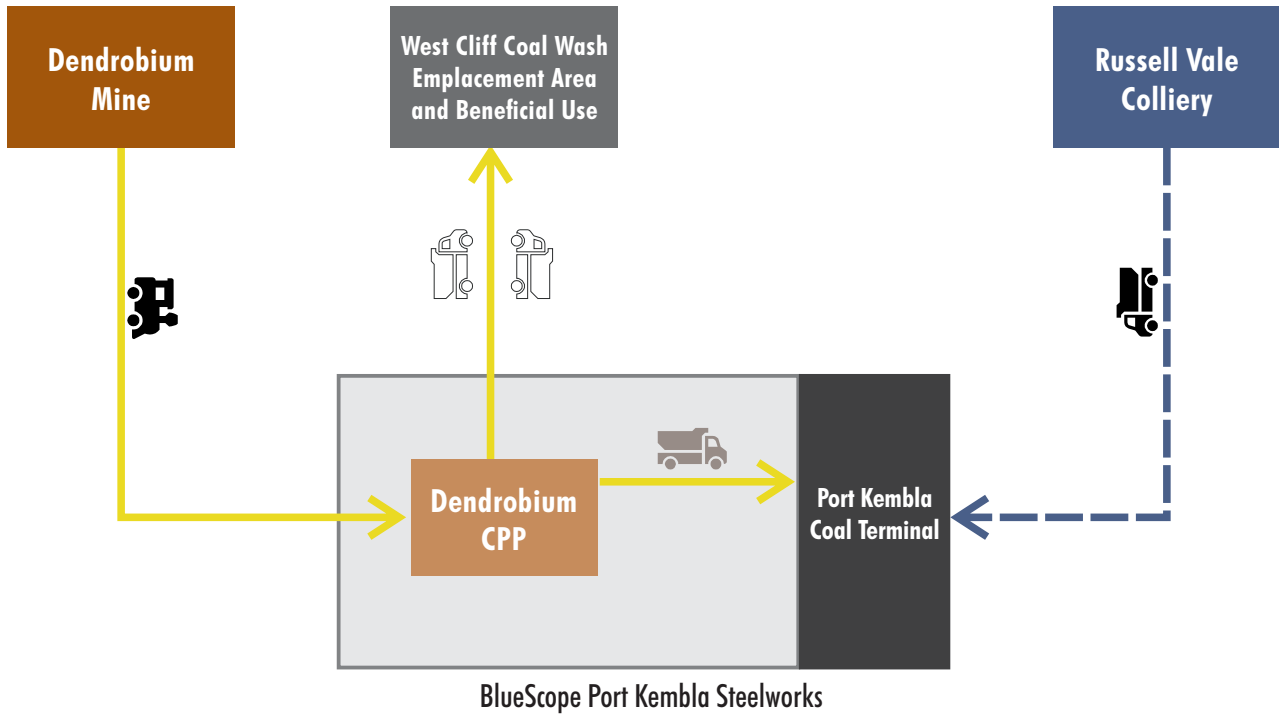 Dendrobium
Mine
West Cliff Coal Wash
Emplacement Area
and Beneficial Use
Russell Vale
Colliery
Dendrobium
CPP
Port Kembla
Coal Terminal
BlueScope Port Kembla Steelworks